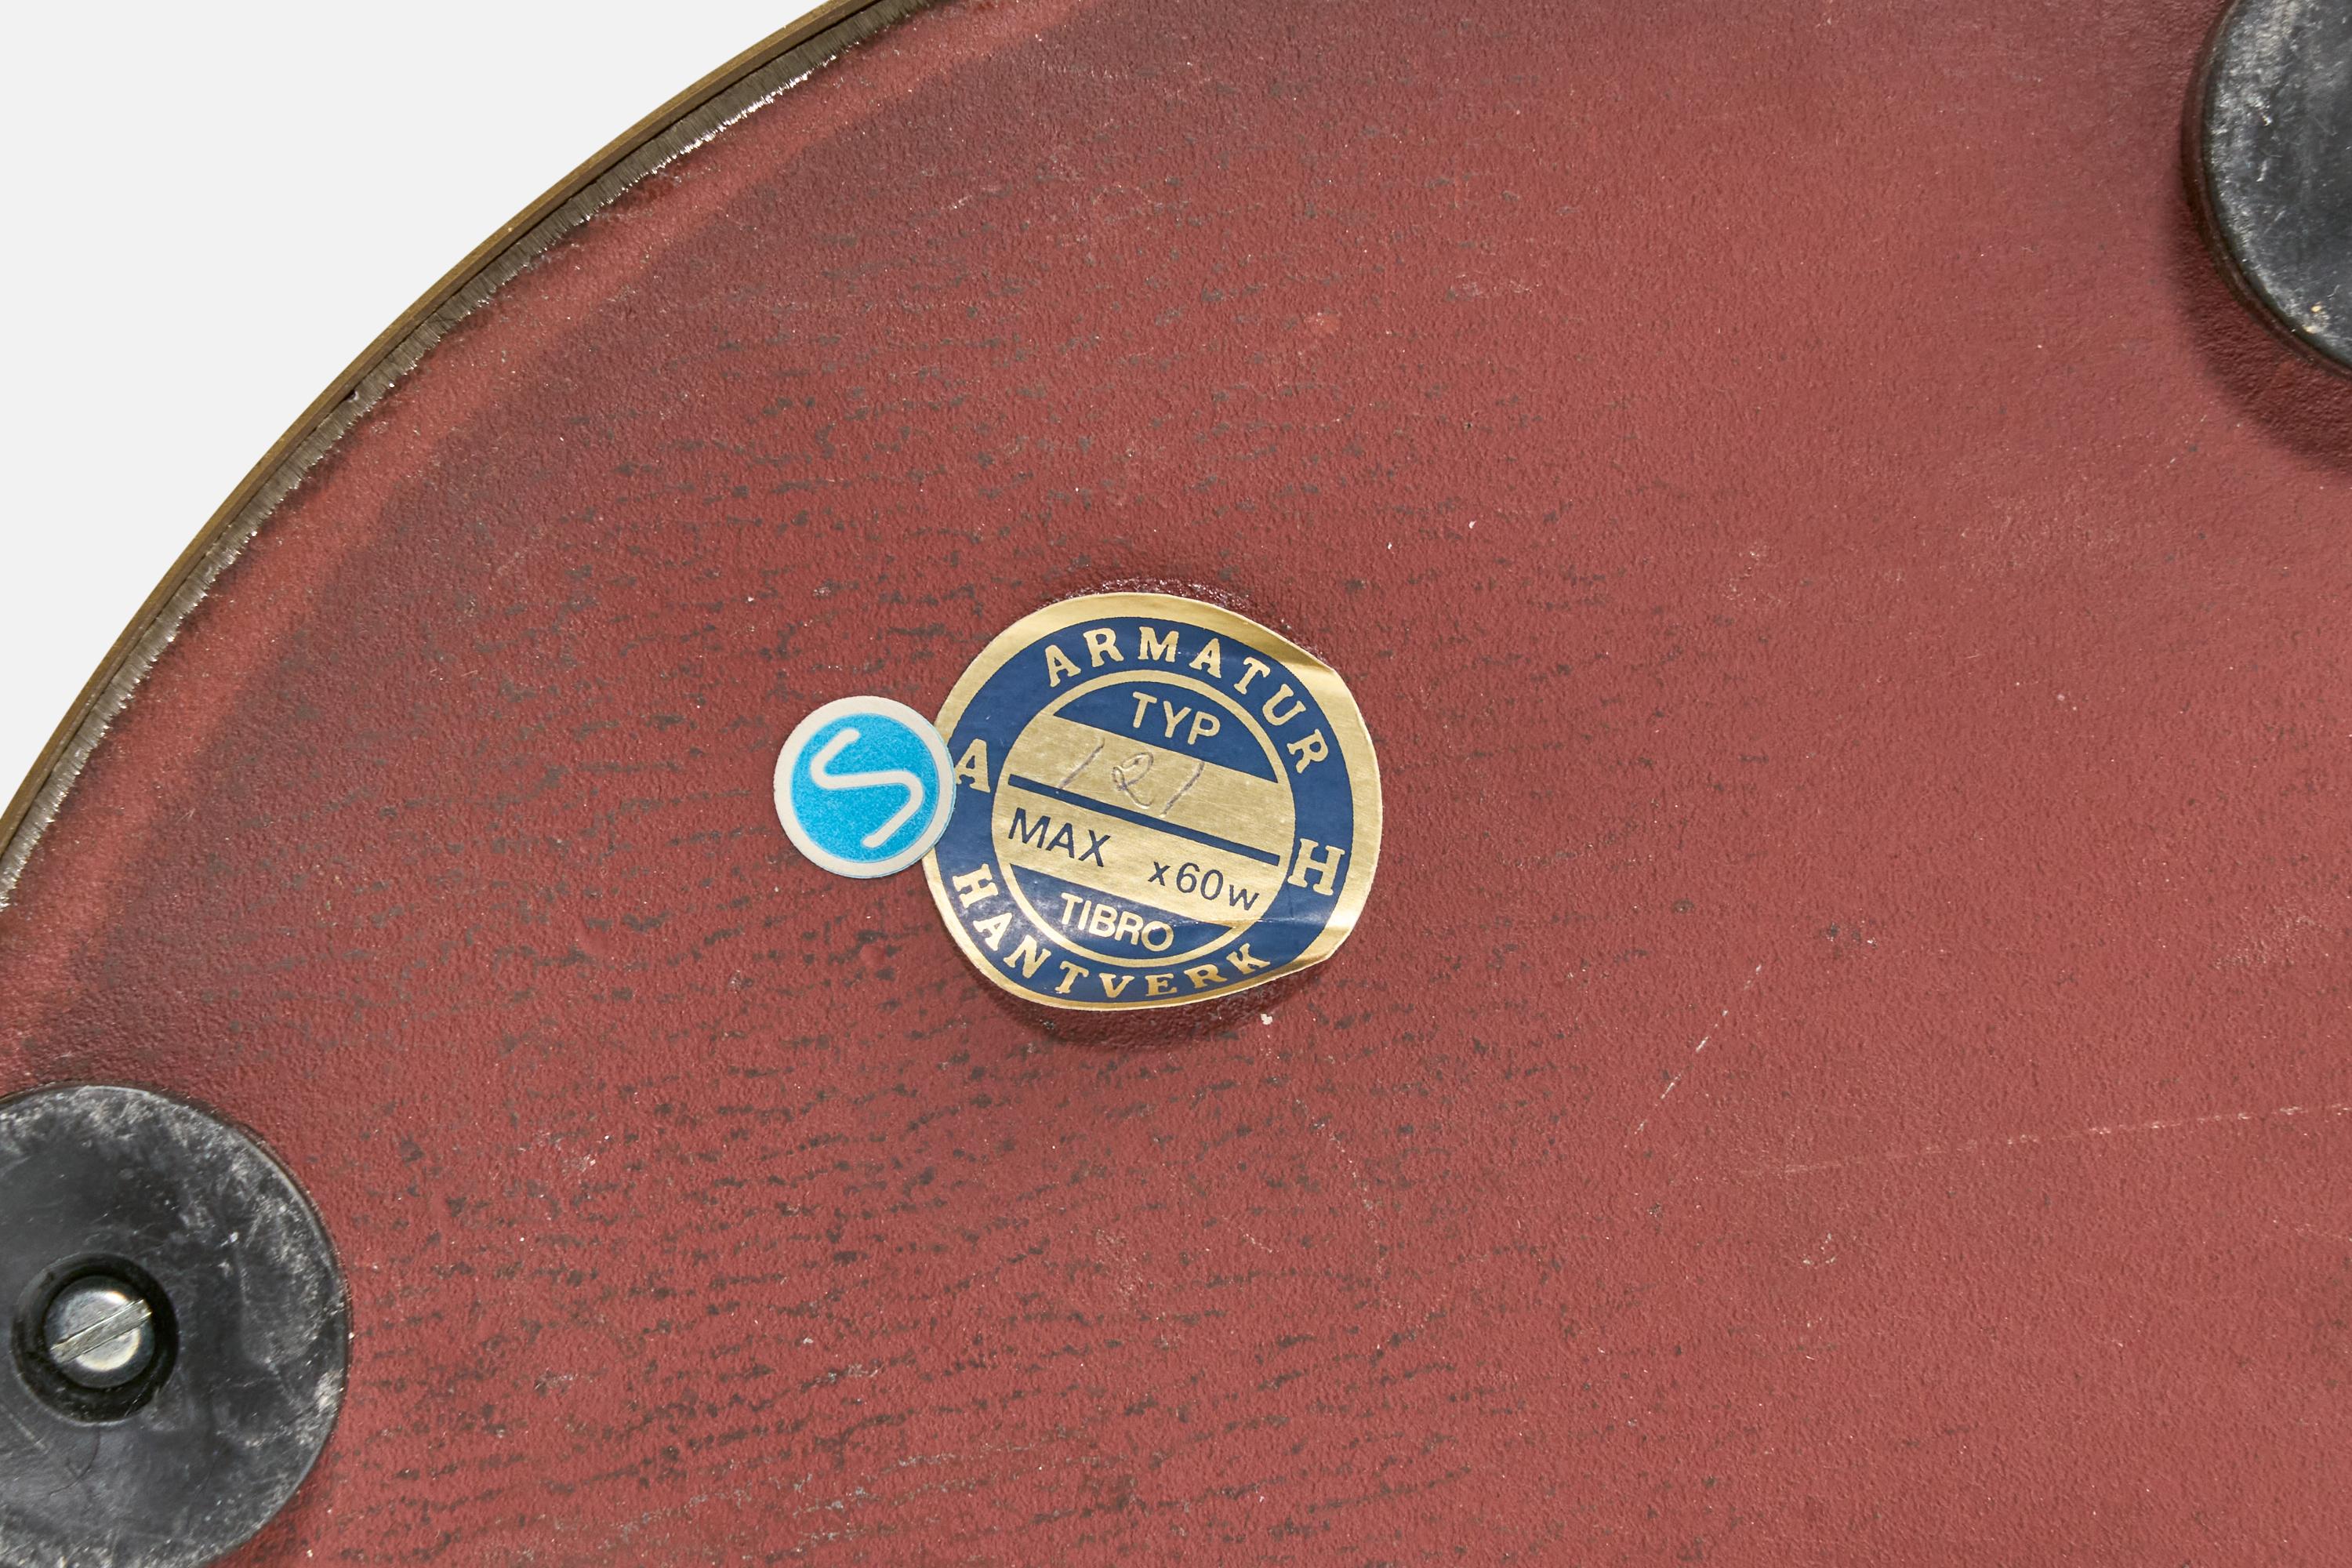 ARMATUR
A H
HANTVERK
TYP
121
MAX x60w
TIBRO
S